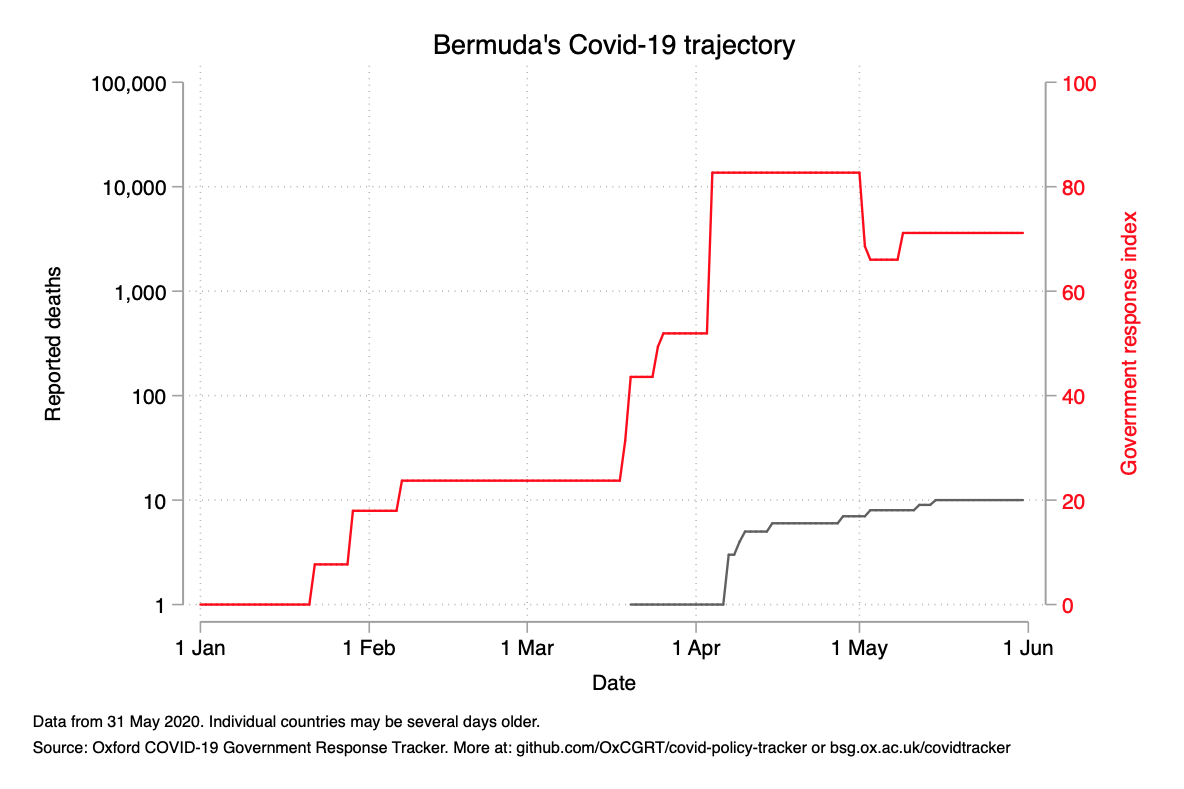 Bermuda's Covid-19 trajectory
100,000
10,000
1,000
100
10
1
Reported deaths
100
80
60
40
20
0
Government response index
1 Jan
1 Feb
1 Mar
1 Apr
1 May
1 Jun
Date
Data from 31 May 2020. Individual countries may be several days older.
Source: Oxford COVID-19 Government Response Tracker. More at: github.com/OxCGRT/covid-policy-tracker or bsg.ox.ac.uk/covidtracker